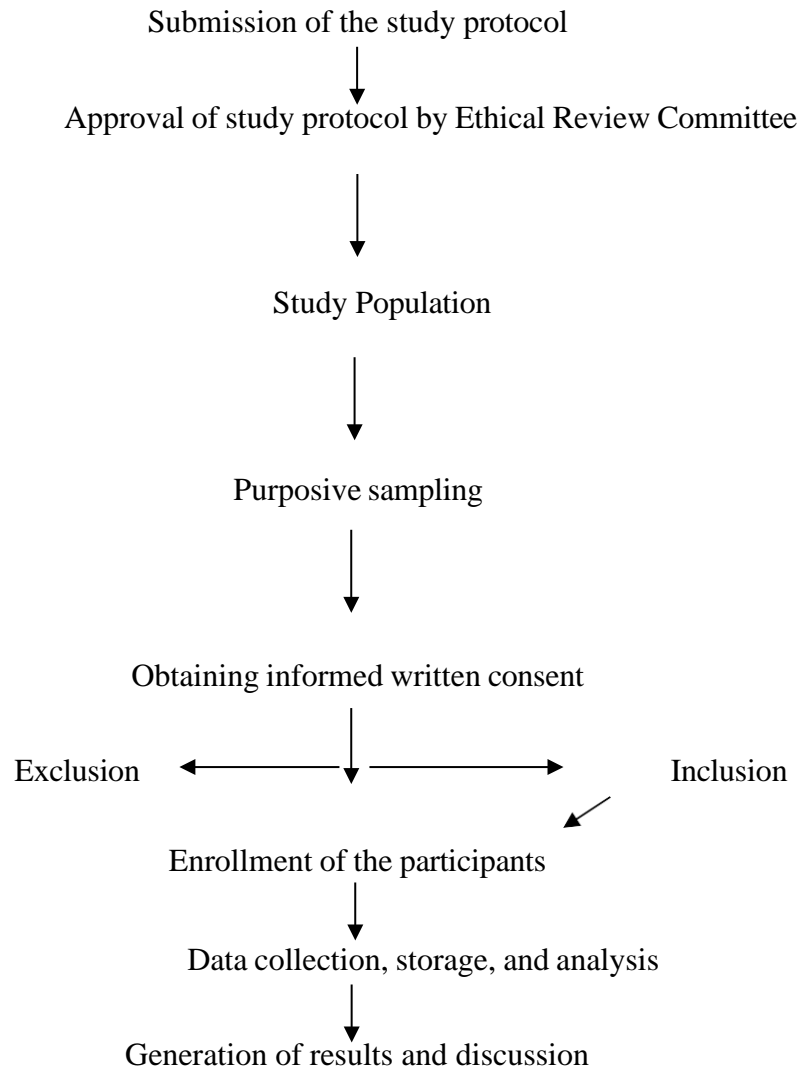 Submission of the study protocol
Approval of study protocol by Ethical Review Committee
Study Population
Purposive sampling
Obtaining informed written consent
Exclusion
Inclusion
Enrollment of the participants
Data collection, storage, and analysis
Generation of results and discussion